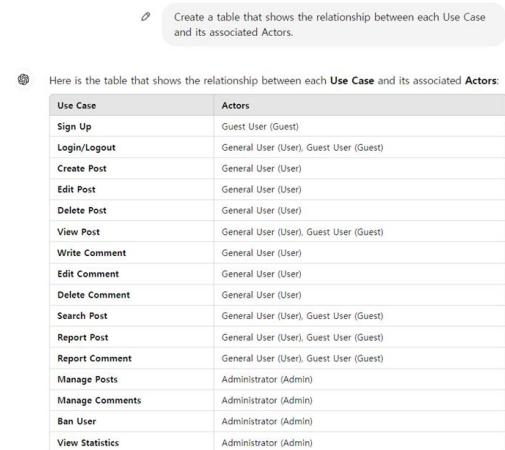 Create a table that shows the relationship between each Use Case
and its associated Actors.
Here is the table that shows the relationship between each Use Case and its associated Actors:
Use Case Actors
Sign Up Guest User (Guest)
Login/Logout General User (User), Guest User (Guest)
Create Post General User (User)
Edit Post General User (User)
Delete Post General User (User)
View Post General User (User), Guest User (Guest)
Write Comment General User (User)
Edit Comment General User (User)
Delete Comment General User (User)
Search Post General User (User), Guest User (Guest)
Report Post General User (User), Guest User (Guest)
Report Comment General User (User), Guest User (Guest)
Manage Posts Administrator (Admin)
Manage Comments Administrator (Admin)
Ban User Administrator (Admin)
View Statistics Administrator (Admin)